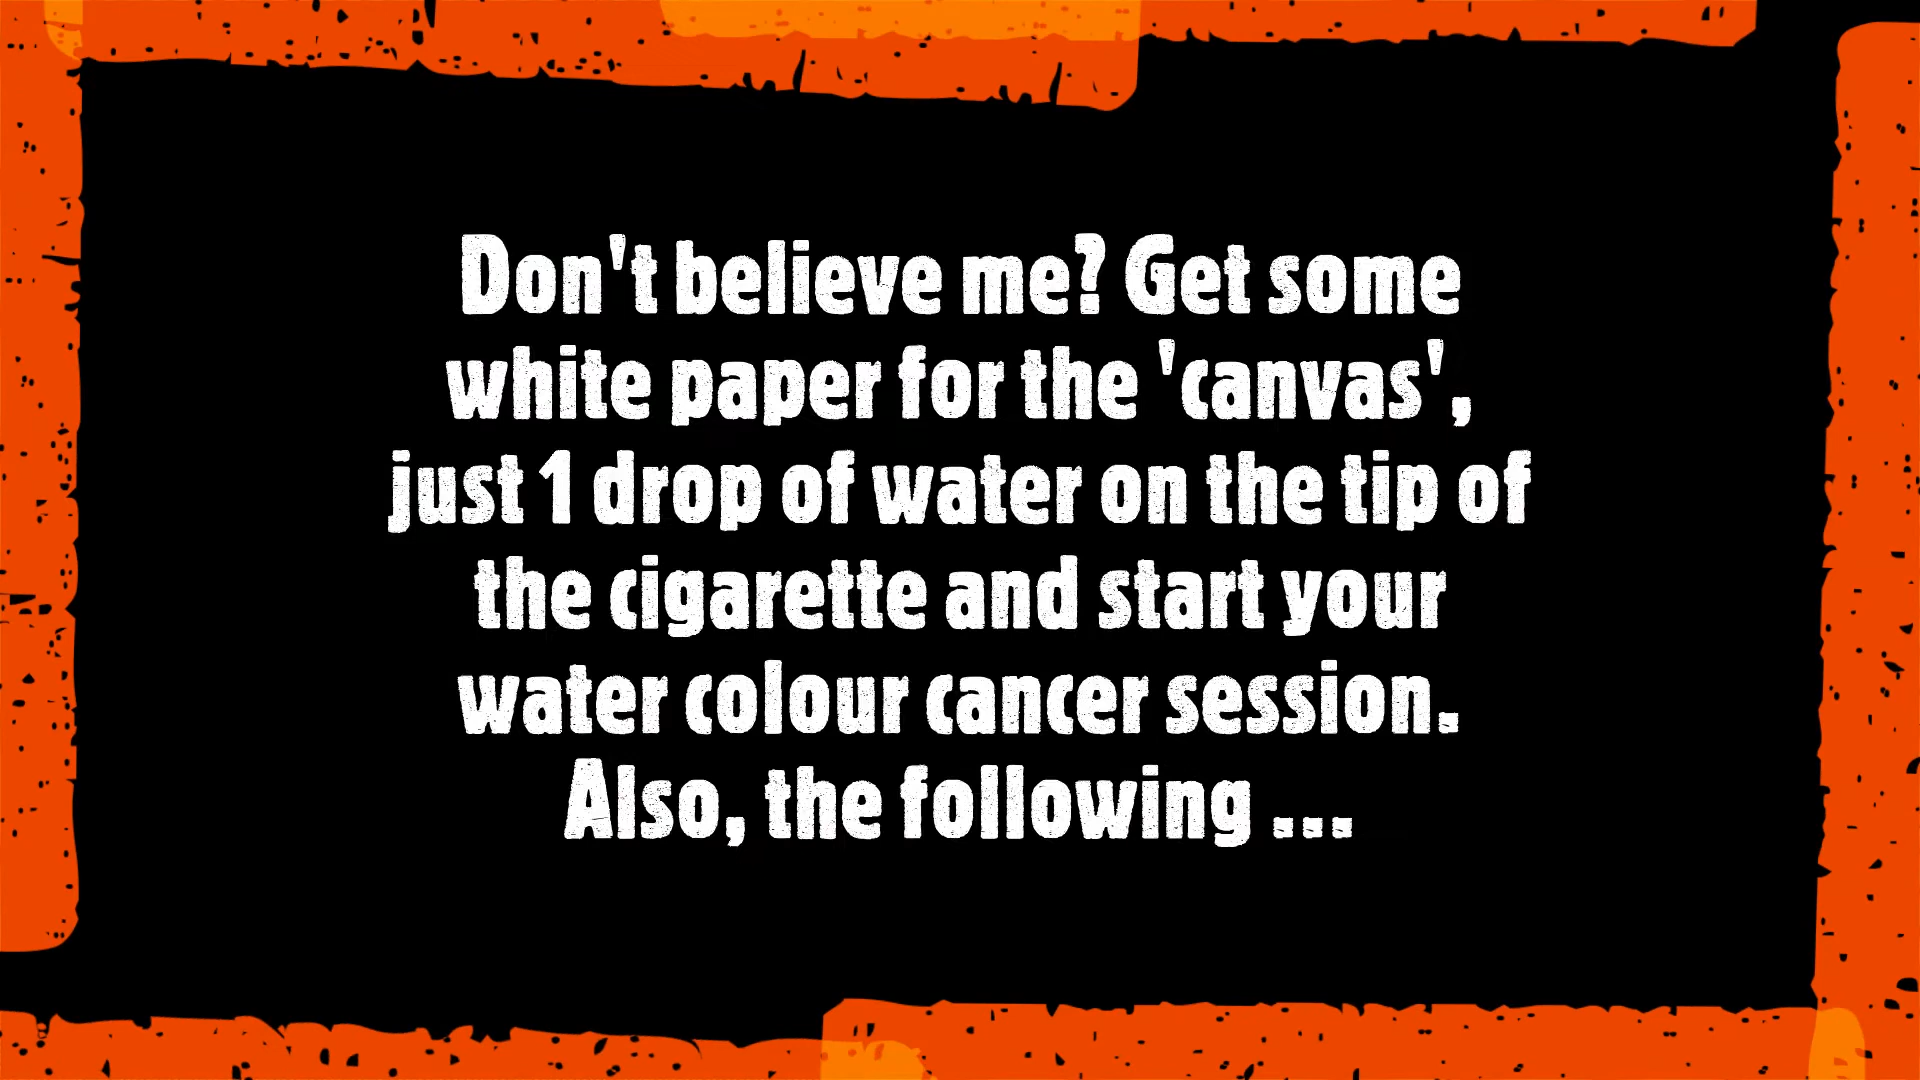 Don't believe me? Get some
white paper for the 'canvas',
just 1 drop of water on the tip of
the cigarette and start your
water colour cancer session.
Also, the following ...